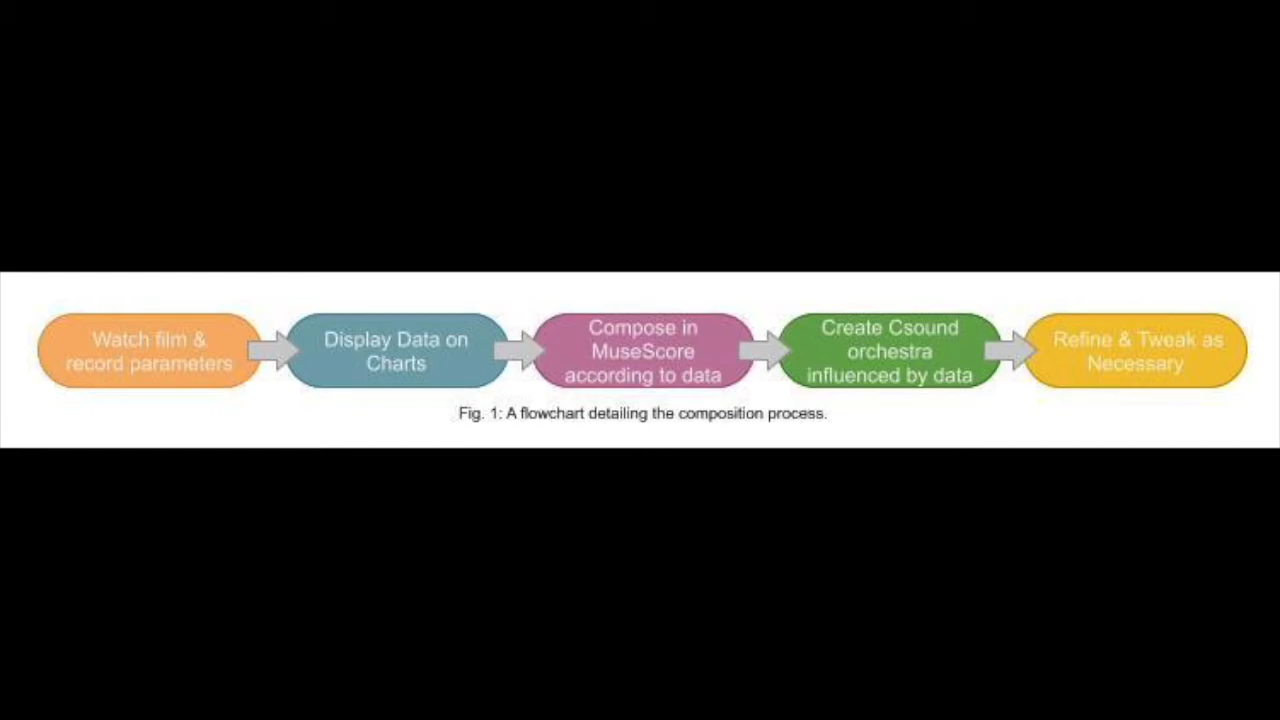 Watch film &
record parameters
Display Data on
Charts
Compose in
MuseScore
according to data
Create Csound
orchestra
influenced by data
Refine & Tweak as
Necessary
Fig. 1: A flowchart detailing the composition process.